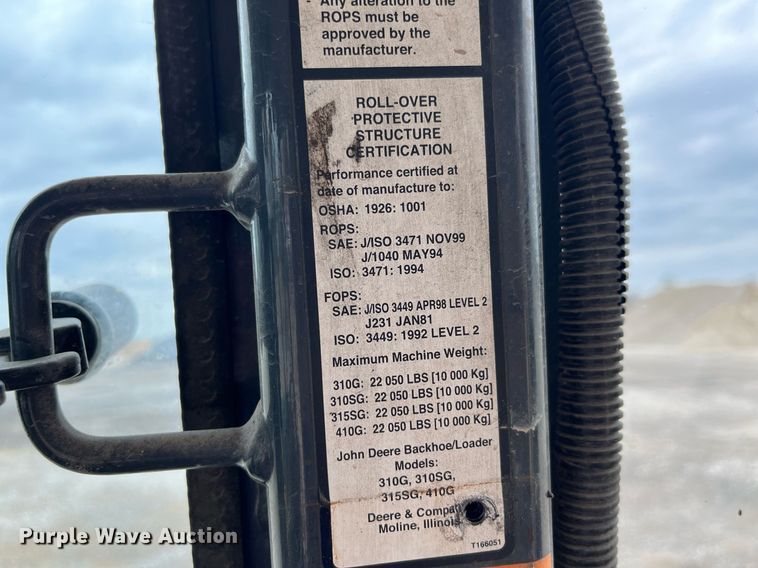 - Any alteration to the
ROPS must be
approved by the
manufacturer.
ROLL-OVER
PROTECTIVE
STRUCTURE
CERTIFICATION
Performance certified at
date of manufacture to:
OSHA: 1926: 1001
ROPS:
SAE: J/ISO 3471 NOV99
J/1040 MAY94
ISO: 3471: 1994
FOPS:
SAE: J/ISO 3449 APR98 LEVEL 2
J231 JAN81
ISO: 3449: 1992 LEVEL 2
Maximum Machine Weight:
310G: 22 050 LBS [10 000 Kg]
310SG: 22 050 LBS [10 000 Kg]
315SG: 22 050 LBS [10 000 Kg]
410G: 22 050 LBS [10 000 Kg]
John Deere Backhoe/Loader
Models:
310G, 310SG,
315SG, 410G
Deere & Company
Moline, Illinois
T166051
Purple Wave Auction